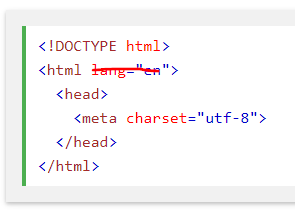 <!DOCTYPE html>
<html lang="en">
<head>
<meta charset="utf-8">
</head>
</html>